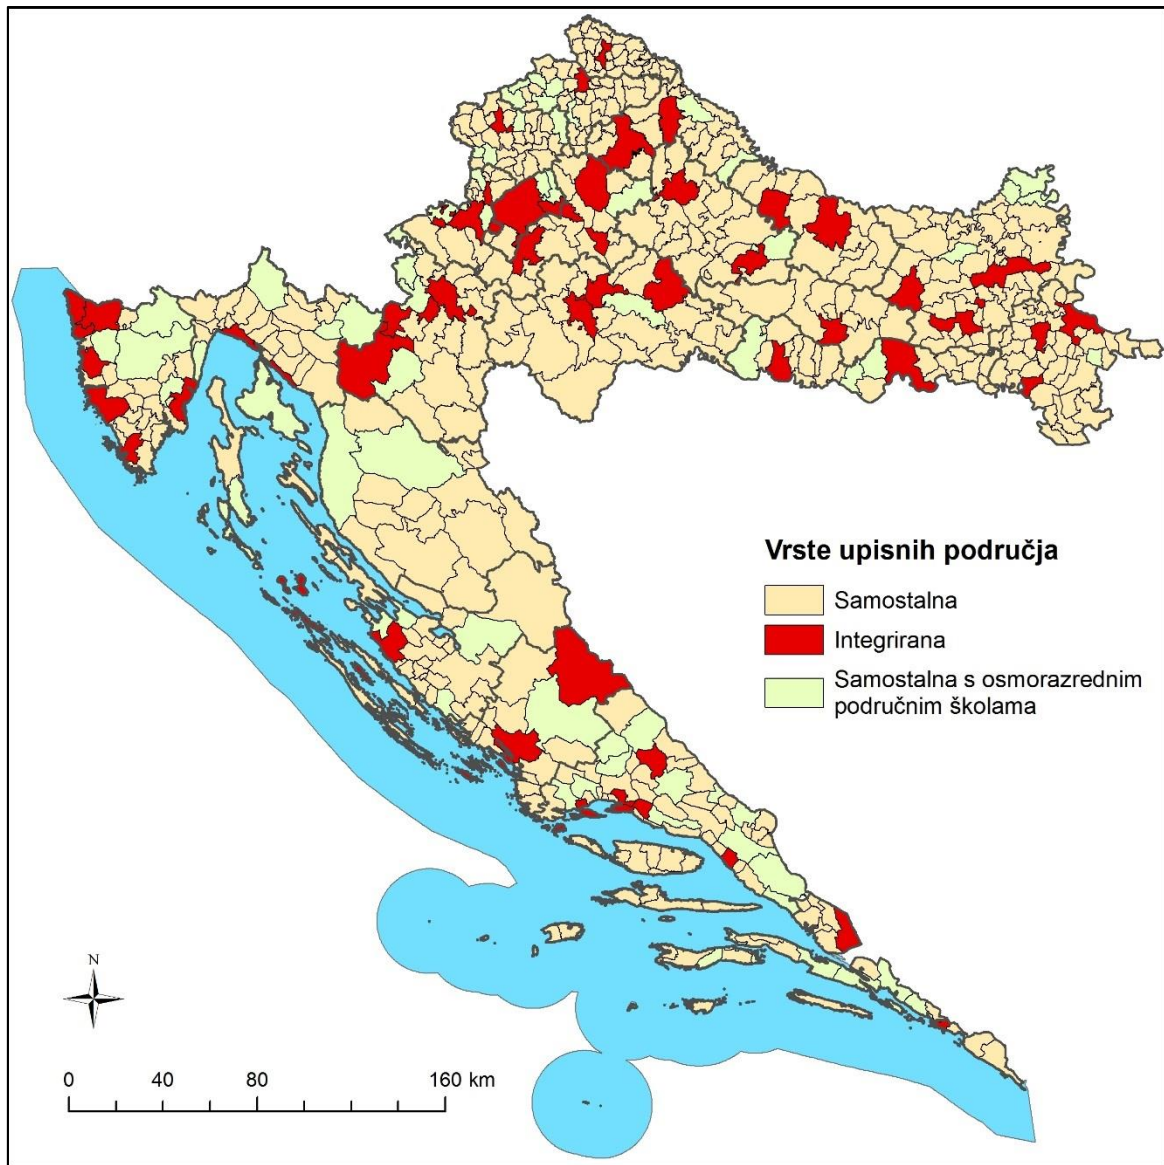 Vrste upisnih područja
Samostalna
Integrirana
Samostalna s osmorazrednim
područnim školama
N
0 40 80 160 km